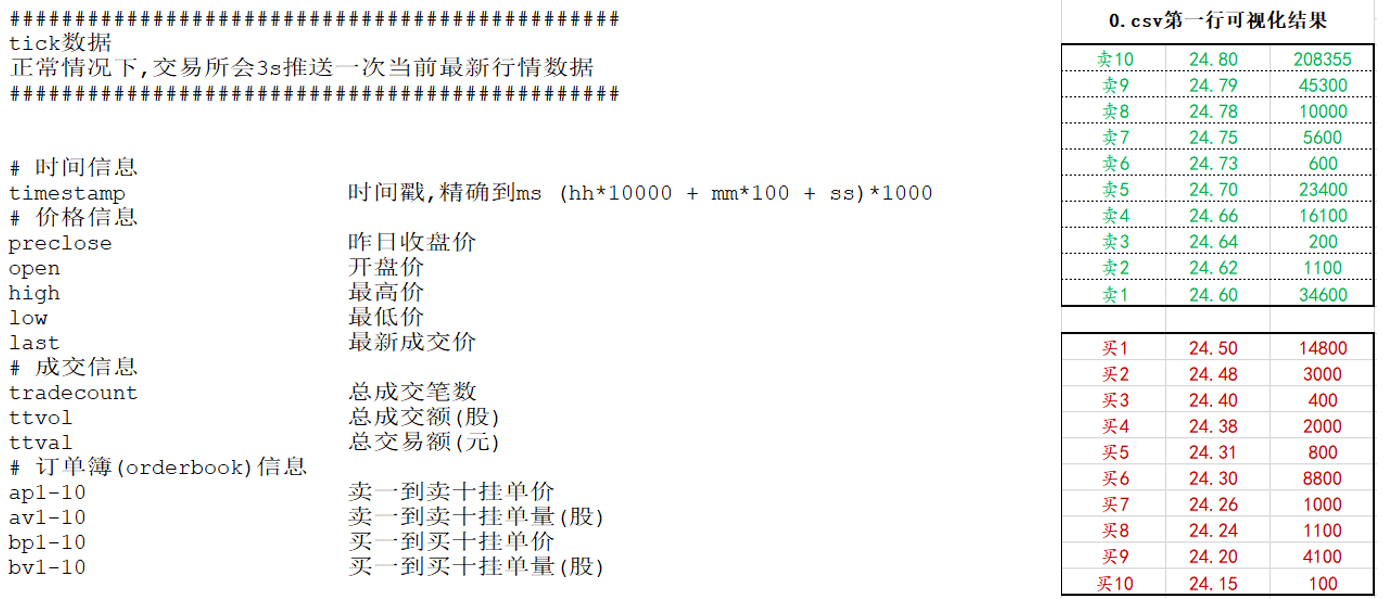 ###############################################
tick数据
正常情况下,交易所会3s推送一次当前最新行情数据
###############################################
# 时间信息
timestamp 时间戳,精确到ms (hh*10000 + mm*100 + ss)*1000
# 价格信息
preclose 昨日收盘价
open 开盘价
high 最高价
low 最低价
last 最新成交价
# 成交信息
tradecount 总成交笔数
ttvol 总成交额(股)
ttval 总交易额(元)
# 订单簿(orderbook)信息
ap1-10 卖一到卖十挂单价
av1-10 卖一到卖十挂单量(股)
bp1-10 买一到买十挂单价
bv1-10 买一到买十挂单量(股)
0.csv第一行可视化结果
卖10 24.80 208355
卖9 24.79 45300
卖8 24.78 10000
卖7 24.75 5600
卖6 24.73 600
卖5 24.70 23400
卖4 24.66 16100
卖3 24.64 200
卖2 24.62 1100
卖1 24.60 34600
买1 24.50 14800
买2 24.48 3000
买3 24.40 400
买4 24.38 2000
买5 24.31 800
买6 24.30 8800
买7 24.26 1000
买8 24.24 1100
买9 24.20 4100
买10 24.15 100